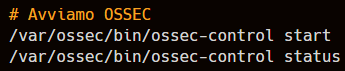 # Avviamo OSSEC
/var/ossec/bin/ossec-control start
/var/ossec/bin/ossec-control status